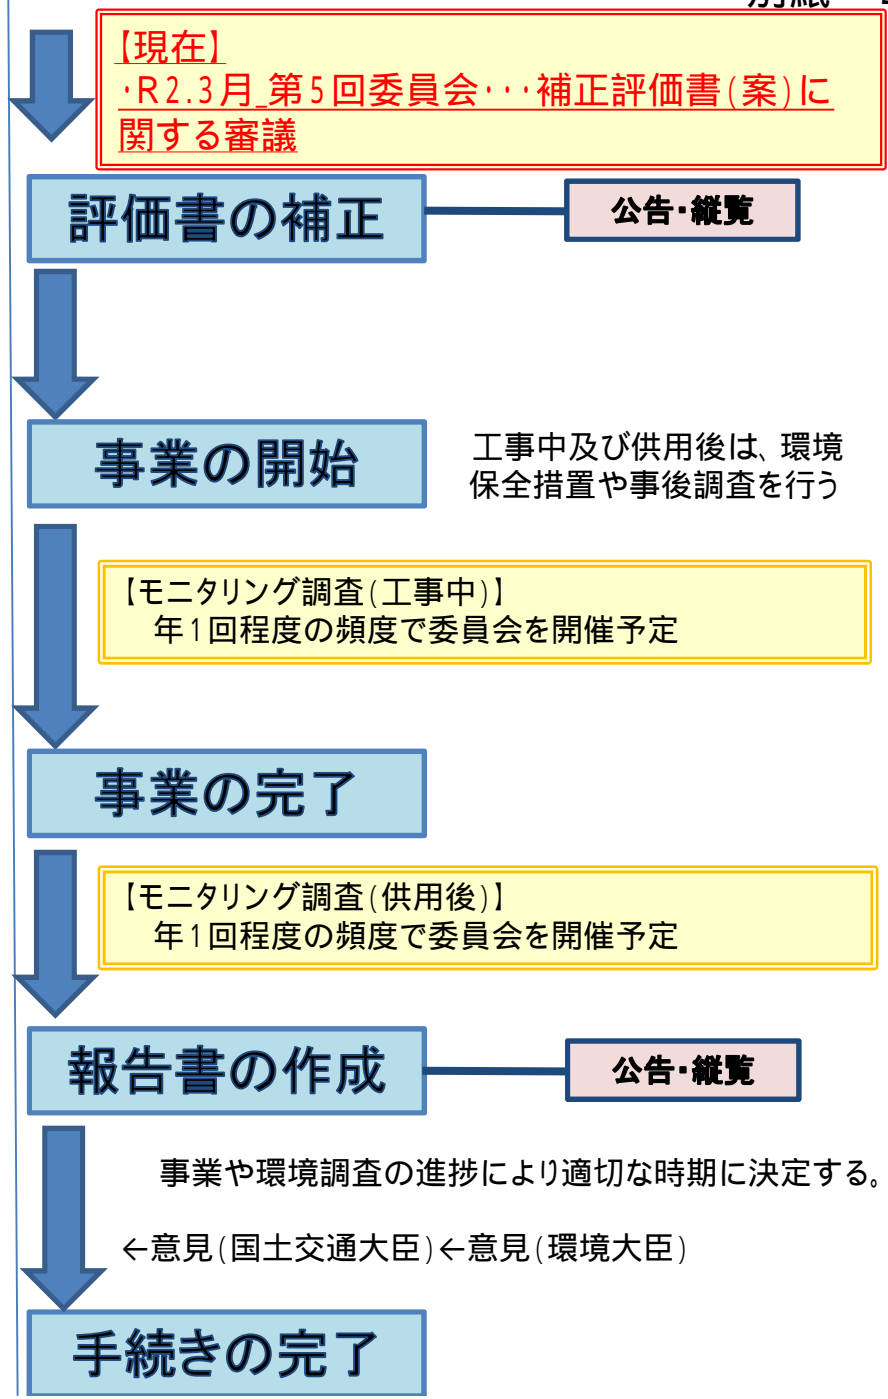 【現在】
・R2.3月_第5回委員会・・・補正評価書(案)に
関する審議
評価書の補正
公告・縦覧
事業の開始
工事中及び供用後は、環境
保全措置や事後調査を行う
【モニタリング調査(工事中)】
年1回程度の頻度で委員会を開催予定
事業の完了
【モニタリング調査(供用後)】
年1回程度の頻度で委員会を開催予定
報告書の作成
公告・縦覧
事業や環境調査の進捗により適切な時期に決定する。
←意見(国土交通大臣)←意見(環境大臣)
手続きの完了